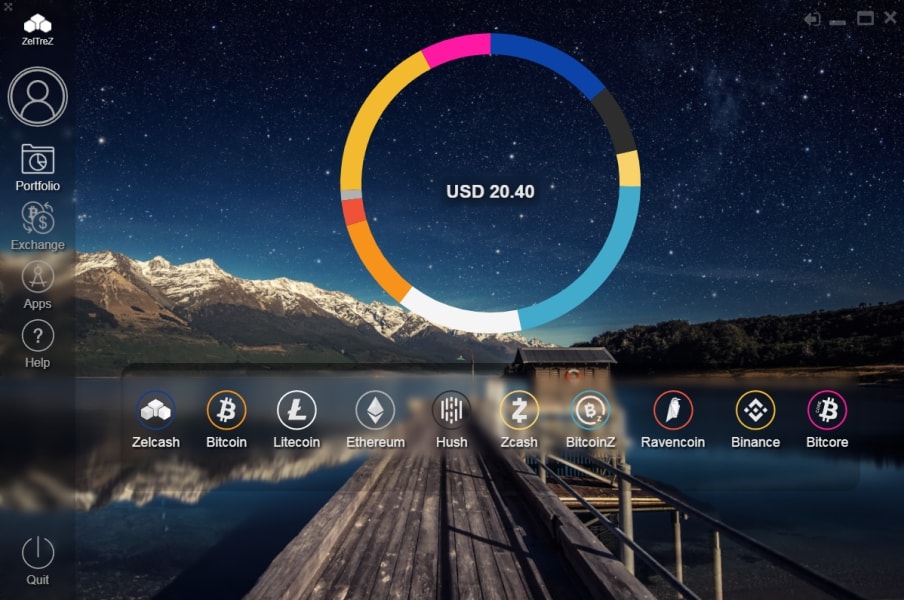 ZelTreZ
Portfolio
Exchange
Apps
Help
Quit
USD 20.40
Zelcash
Bitcoin
Litecoin
Ethereum
Hush
Zcash
BitcoinZ
Ravencoin
Binance
Bitcore